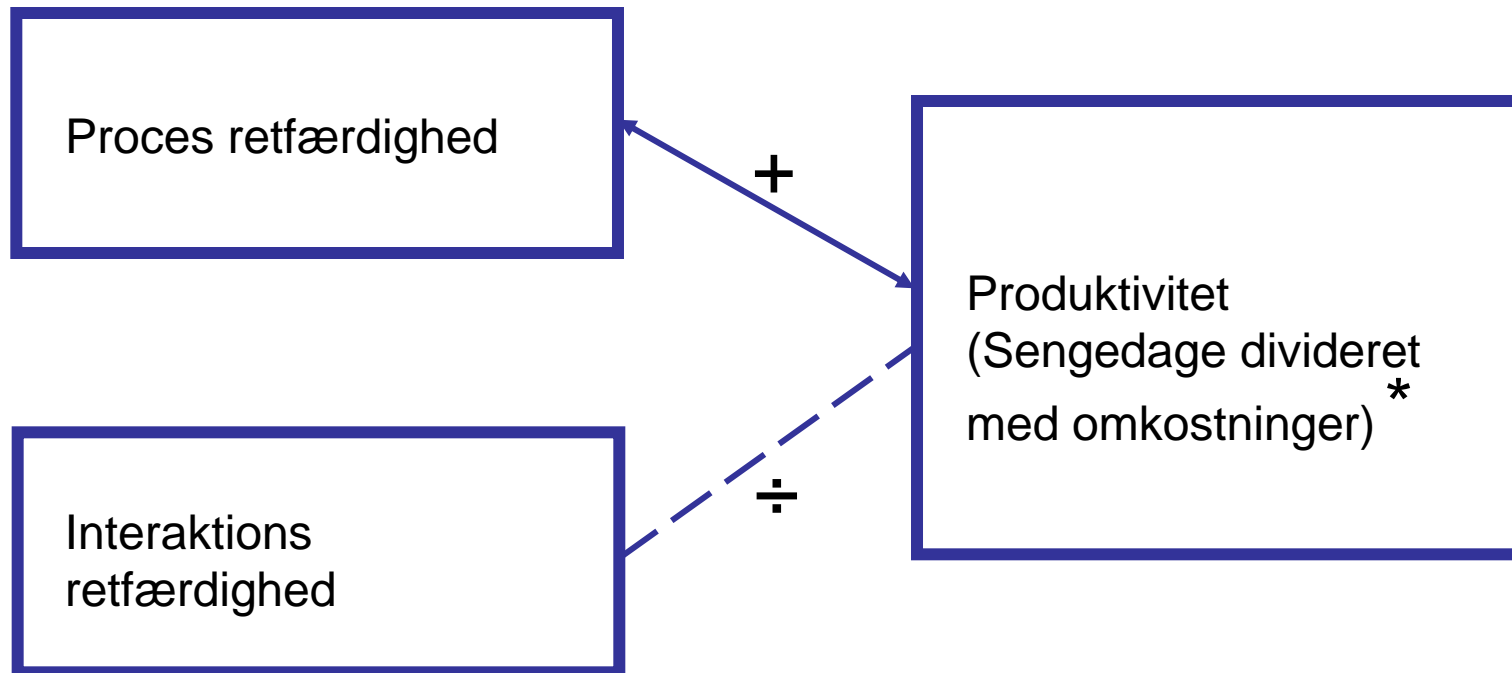 Proces retfærdighed
+
Produktivitet
(Sengedage divideret
med omkostninger) *
÷
Interaktions
retfærdighed